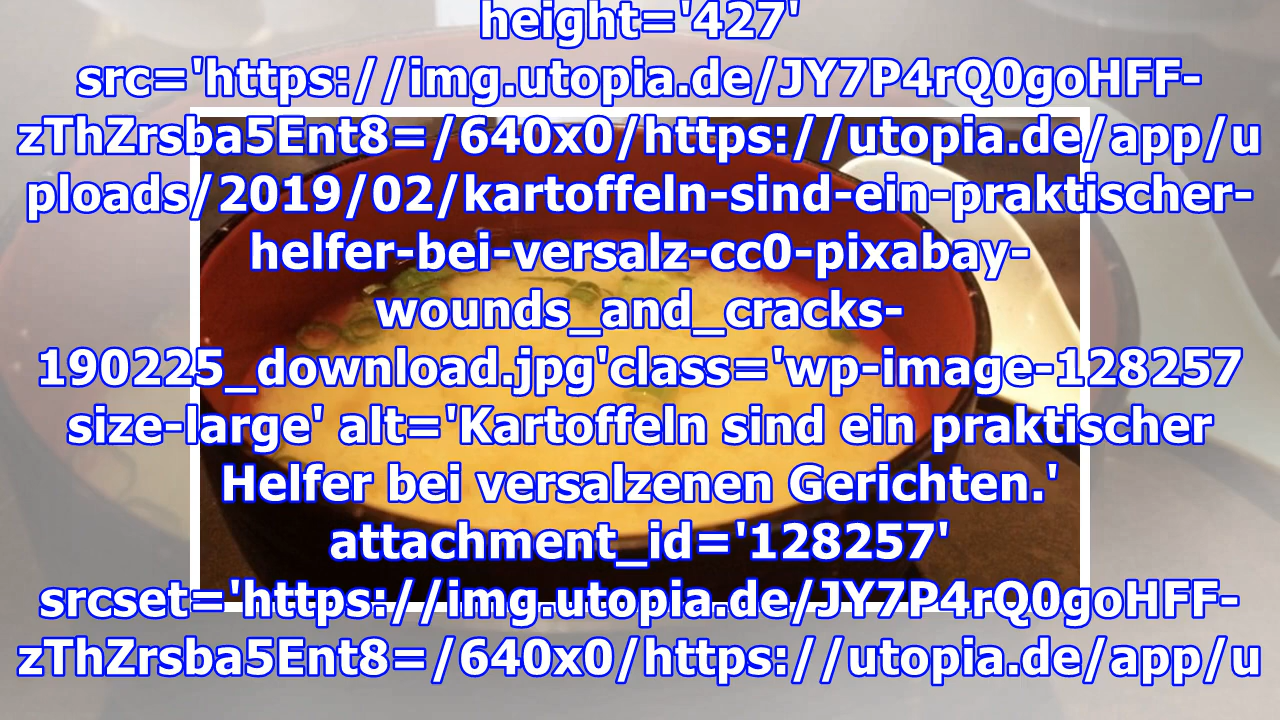 height='427'
src='https://img.utopia.de/JY7P4rQ0goHFF-
zThZrsba5Ent8=/640x0/https://utopia.de/app/u
ploads/2019/02/kartoffeln-sind-ein-praktischer-
helfer-bei-versalz-cc0-pixabay-
wounds_and_cracks-
190225_download.jpg'class='wp-image-128257
size-large' alt='Kartoffeln sind ein praktischer
Helfer bei versalzenen Gerichten.'
attachment_id='128257'
srcset='https://img.utopia.de/JY7P4rQ0goHFF-
zThZrsba5Ent8=/640x0/https://utopia.de/app/u